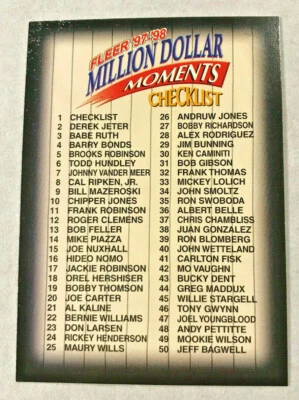 FLEER '97-'98
MILLION DOLLAR
MOMENTS
CHECKLIST
1 CHECKLIST
2 DEREK JETER
3 BABE RUTH
4 BARRY BONDS
5 BROOKS ROBINSON
6 TODD HUNDLEY
7 JOHNNY VANDER MEER
8 CAL RIPKEN, JR.
9 BILL MAZEROSKI
10 CHIPPER JONES
11 FRANK ROBINSON
12 ROGER CLEMENS
13 BOB FELLER
14 MIKE PIAZZA
15 JOE NUXHALL
16 HIDEO NOMO
17 JACKIE ROBINSON
18 OREL HERSHISER
19 BOBBY THOMSON
20 JOE CARTER
21 AL KALINE
22 BERNIE WILLIAMS
23 DON LARSEN
24 RICKEY HENDERSON
25 MAURY WILLS
26 ANDRUW JONES
27 BOBBY RICHARDSON
28 ALEX RODRIGUEZ
29 JIM BUNNING
30 KEN CAMINITI
31 BOB GIBSON
32 FRANK THOMAS
33 MICKEY LOLICH
34 JOHN SMOLTZ
35 RON SWOBODA
36 ALBERT BELLE
37 CHRIS CHAMBLISS
38 JUAN GONZALEZ
39 RON BLOMBERG
40 JOHN WETTELAND
41 CARLTON FISK
42 MO VAUGHN
43 BUCKY DENT
44 GREG MADDUX
45 WILLIE STARGELL
46 TONY GWYNN
47 JOEL YOUNGBLOOD
48 ANDY PETTITTE
49 MOOKIE WILSON
50 JEFF BAGWELL